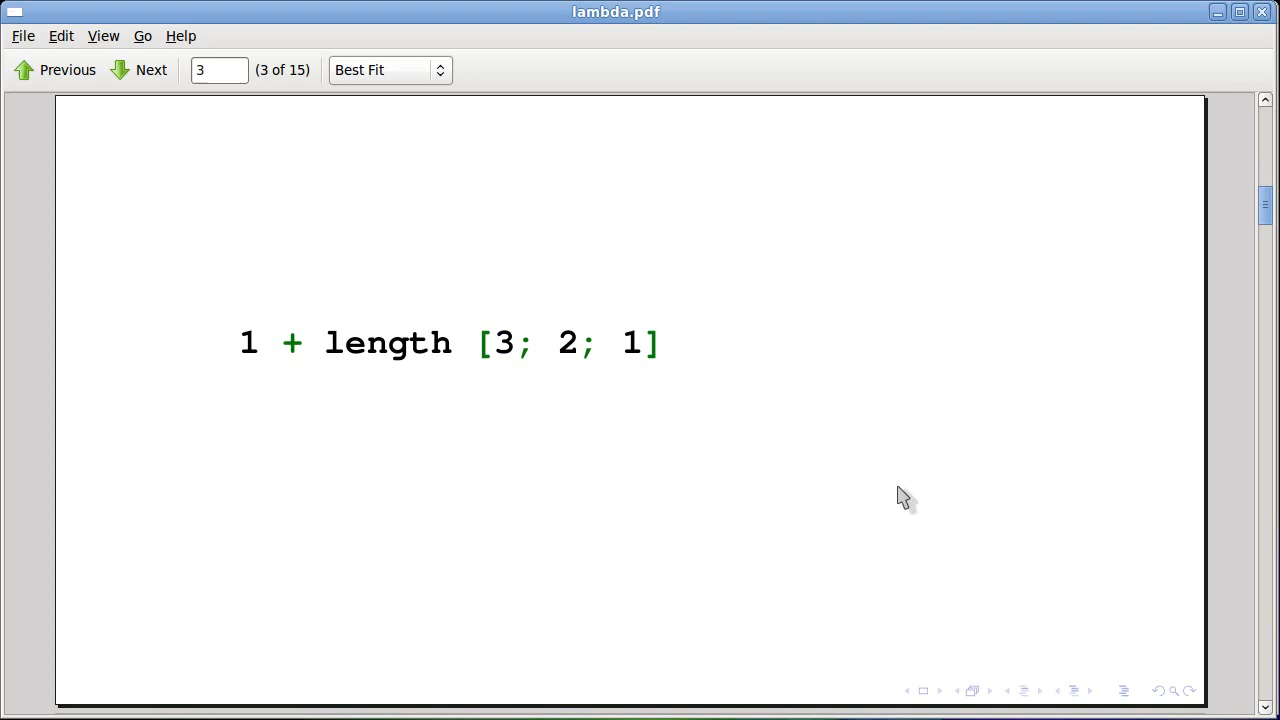 lambda.pdf
File Edit View Go Help
Previous Next 3 (3 of 15) Best Fit
1 + length [3; 2; 1]